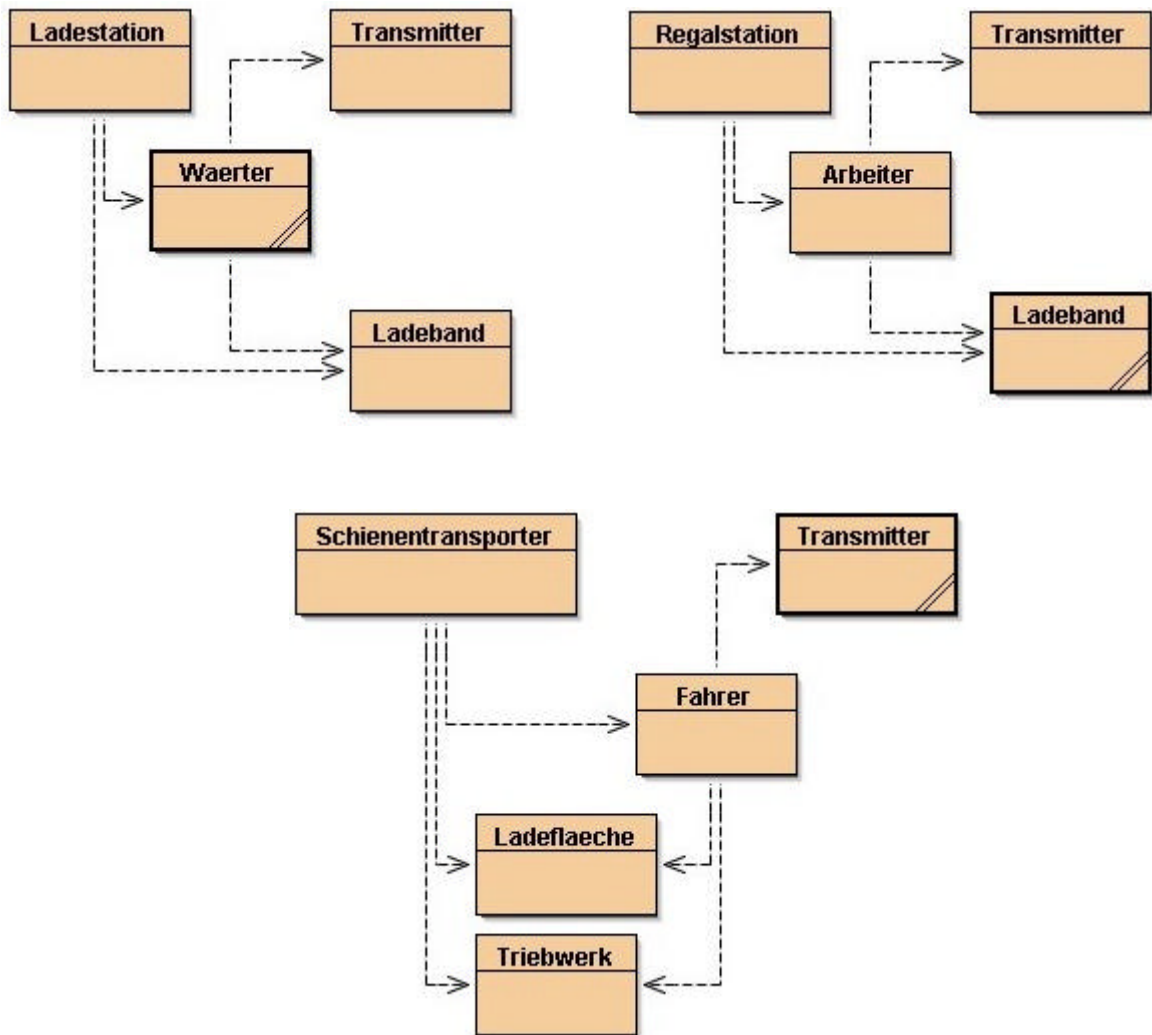 Ladestation
Transmitter
Waerter
Ladeband
Regalstation
Transmitter
Arbeiter
Ladeband
Schienentransporter
Transmitter
Fahrer
Ladeflaeche
Triebwerk